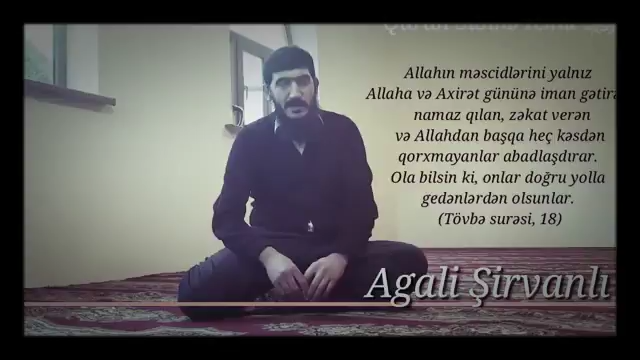 Allahın məscidlərini yalnız
Allaha və Axirət gününə iman gətirə
namaz qılan, zəkat verən
və Allahdan başqa heç kəsdən
qorxmayanlar abadlaşdırar.
Ola bilsin ki, onlar doğru yolla
gedənlərdən olsunlar.
(Tövbə surəsi, 18)
Agali Şirvanlı